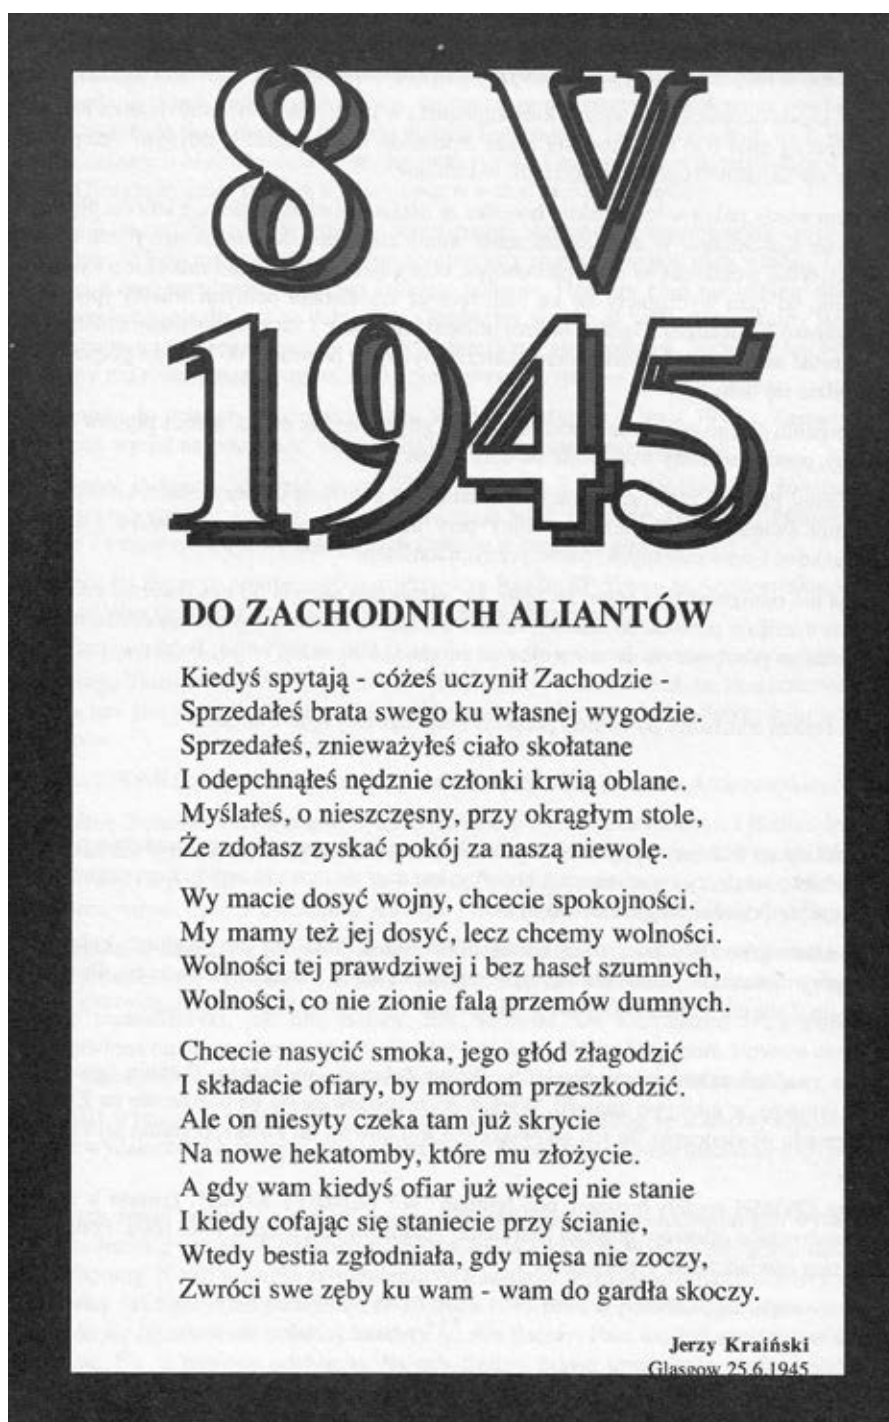 8 V
1945
DO ZACHODNICH ALIANTÓW
Kiedyś spytają - cóżeś uczynił Zachodzie -
Sprzedałeś brata swego ku własnej wygodzie.
Sprzedałeś, znieważyłeś ciało skołatane
I odepchnąłeś nędznie członki krwią oblane.
Myślałeś, o nieszczęsny, przy okrągłym stole,
Że zdołasz zyskać pokój za naszą niewolę.
Wy macie dosyć wojny, chcecie spokojności.
My mamy też jej dosyć, lecz chcemy wolności.
Wolności tej prawdziwej i bez haseł szumnych,
Wolności, co nie zionie falą przemów dumnych.
Chcecie nasycić smoka, jego głód złagodzić
I składacie ofiary, by mordom przeszkodzić.
Ale on niesyty czeka tam już skrycie
Na nowe hekatomby, które mu złożycie.
A gdy wam kiedyś ofiar już więcej nie stanie
I kiedy cofając się staniecie przy ścianie,
Wtedy bestia zgłodniała, gdy mięsa nie zoczy,
Zwróci swe zęby ku wam - wam do gardła skoczy.
Jerzy Kraiński
Glasgow 25.6.1945